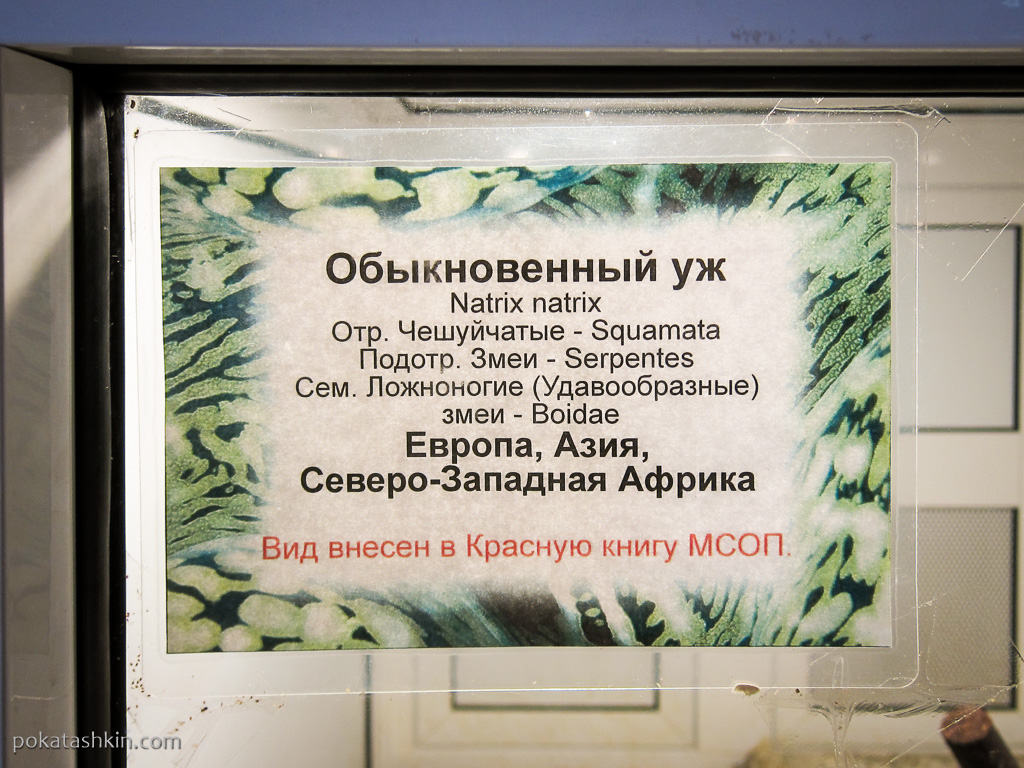 Обыкновенный уж
Natrix natrix
Отр. Чешуйчатые - Squamata
Подотр. Змеи - Serpentes
Сем. Ложноногие (Удавообразные)
змеи - Boidae
Европа, Азия,
Северо-Западная Африка
Вид внесен в Красную книгу МСОП.
pokatashkin.com